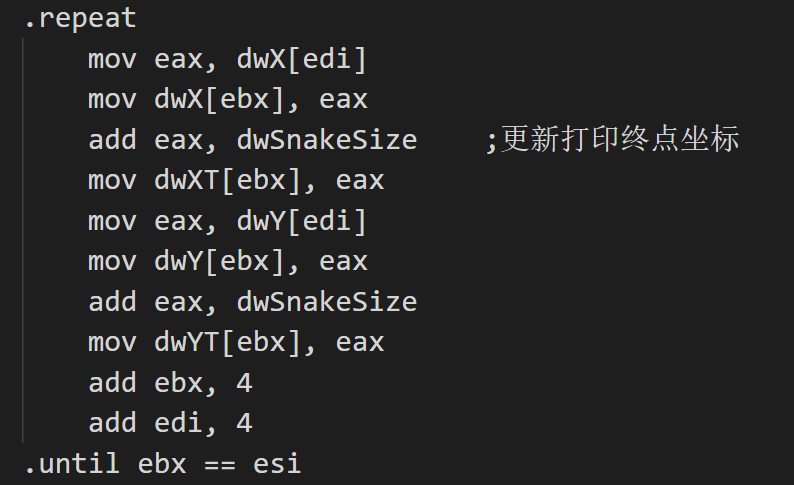 .repeat
    mov eax, dwX[edi]
    mov dwX[ebx], eax
    add eax, dwSnakeSize    ;更新打印终点坐标
    mov dwXT[ebx], eax
    mov eax, dwY[edi]
    mov dwY[ebx], eax
    add eax, dwSnakeSize
    mov dwYT[ebx], eax
    add ebx, 4
    add edi, 4
.until ebx == esi